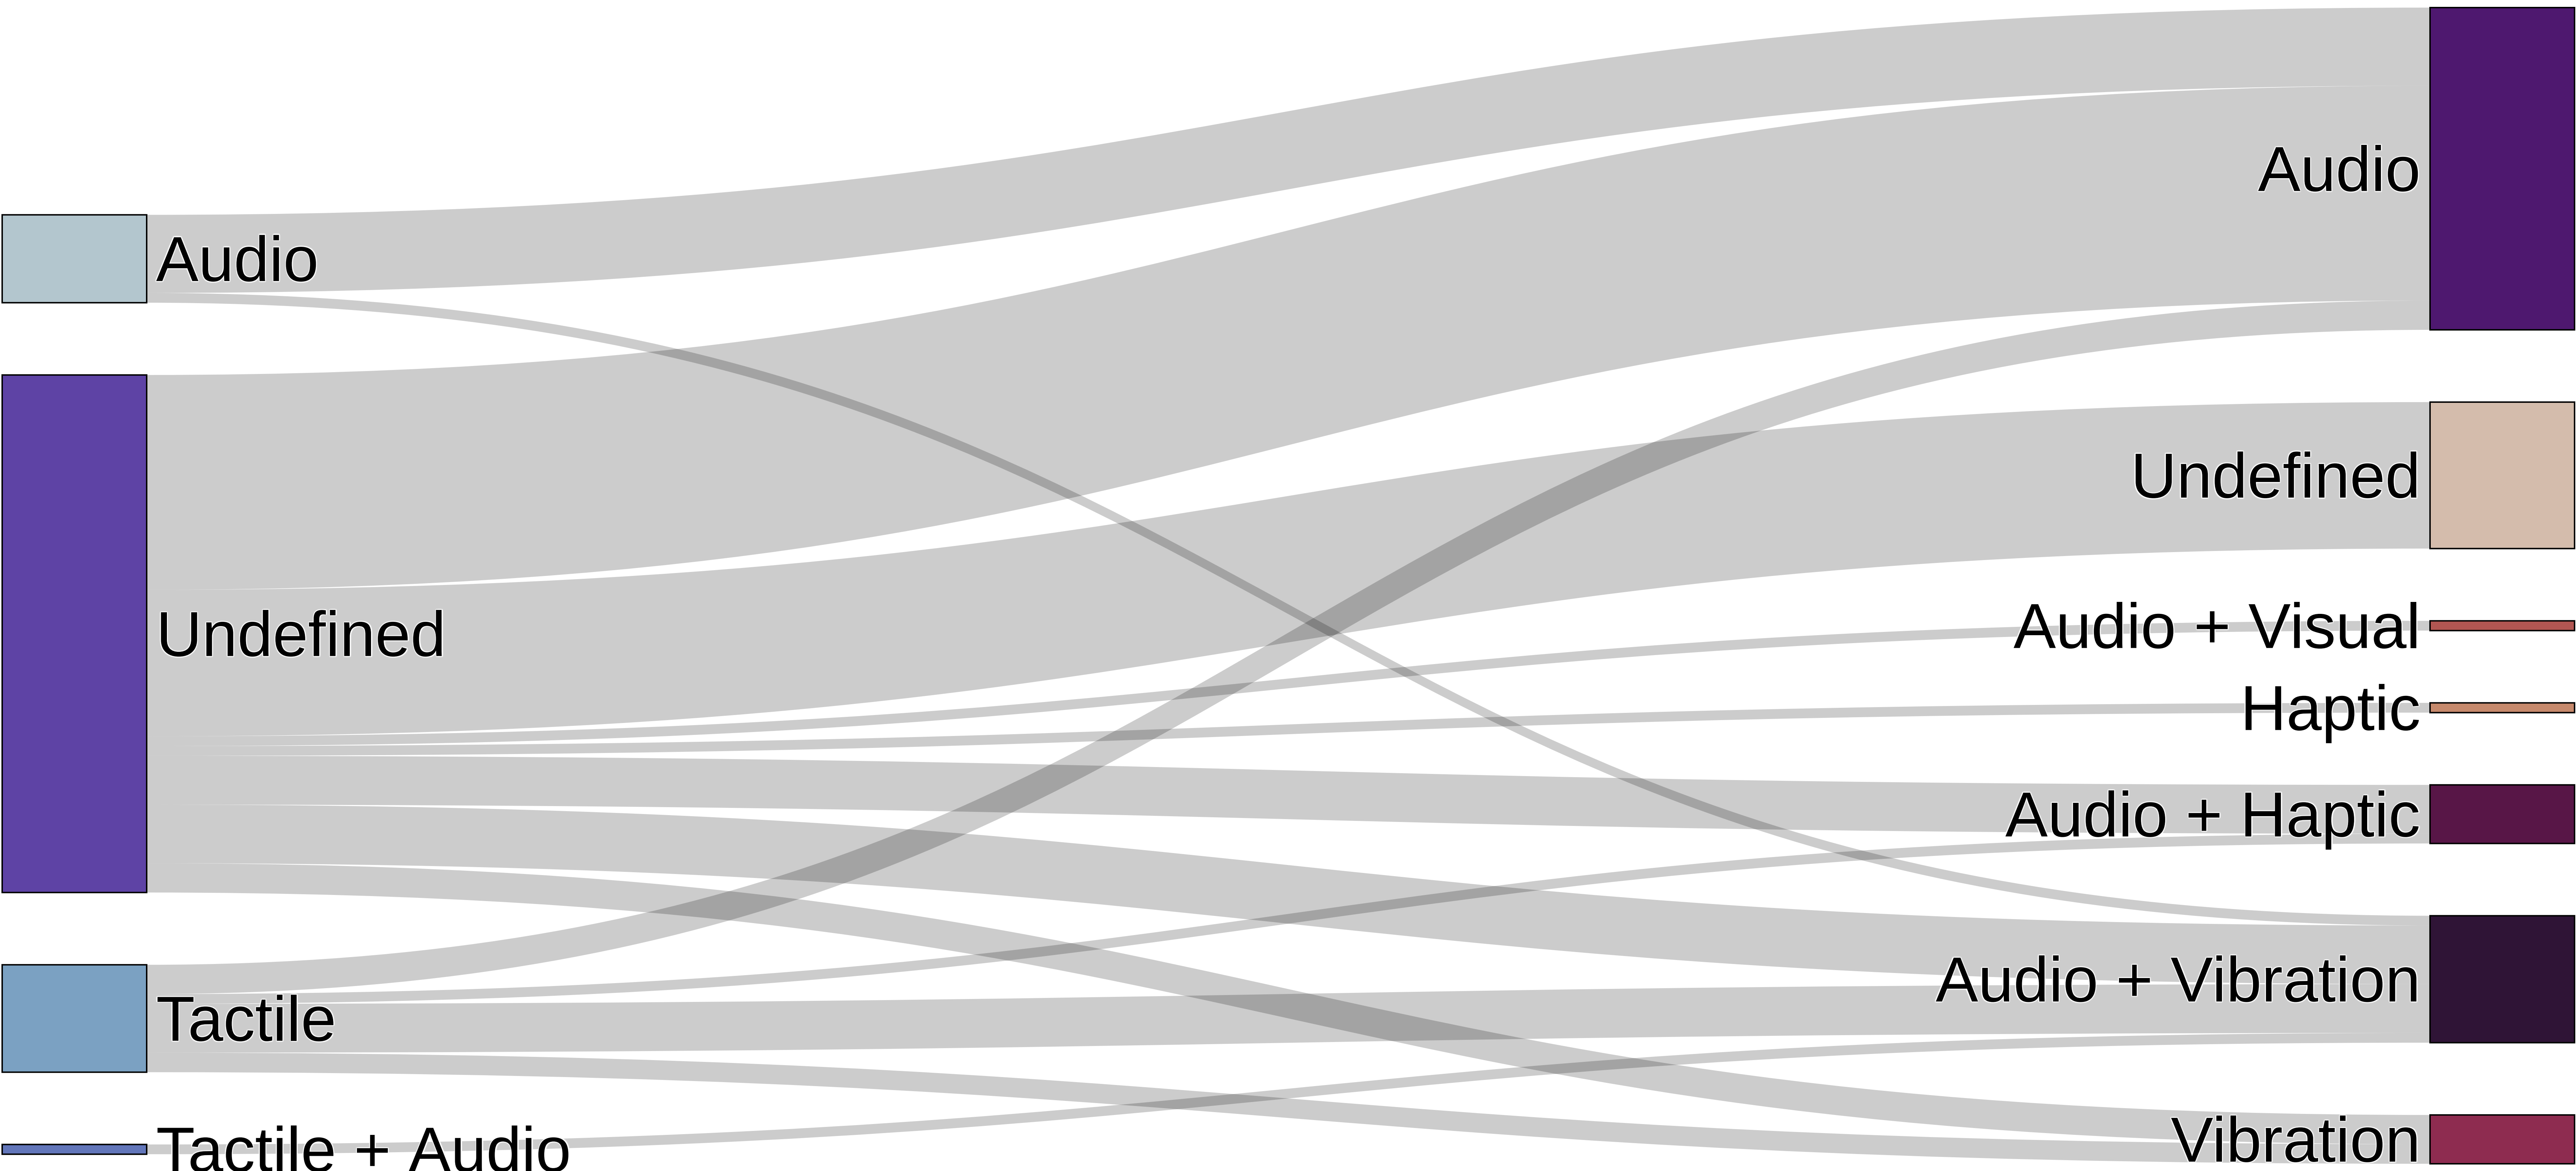 Audio
Undefined
Tactile
Tactile + Audio
Audio
Undefined
Audio + Visual
Haptic
Audio + Haptic
Audio + Vibration
Vibration